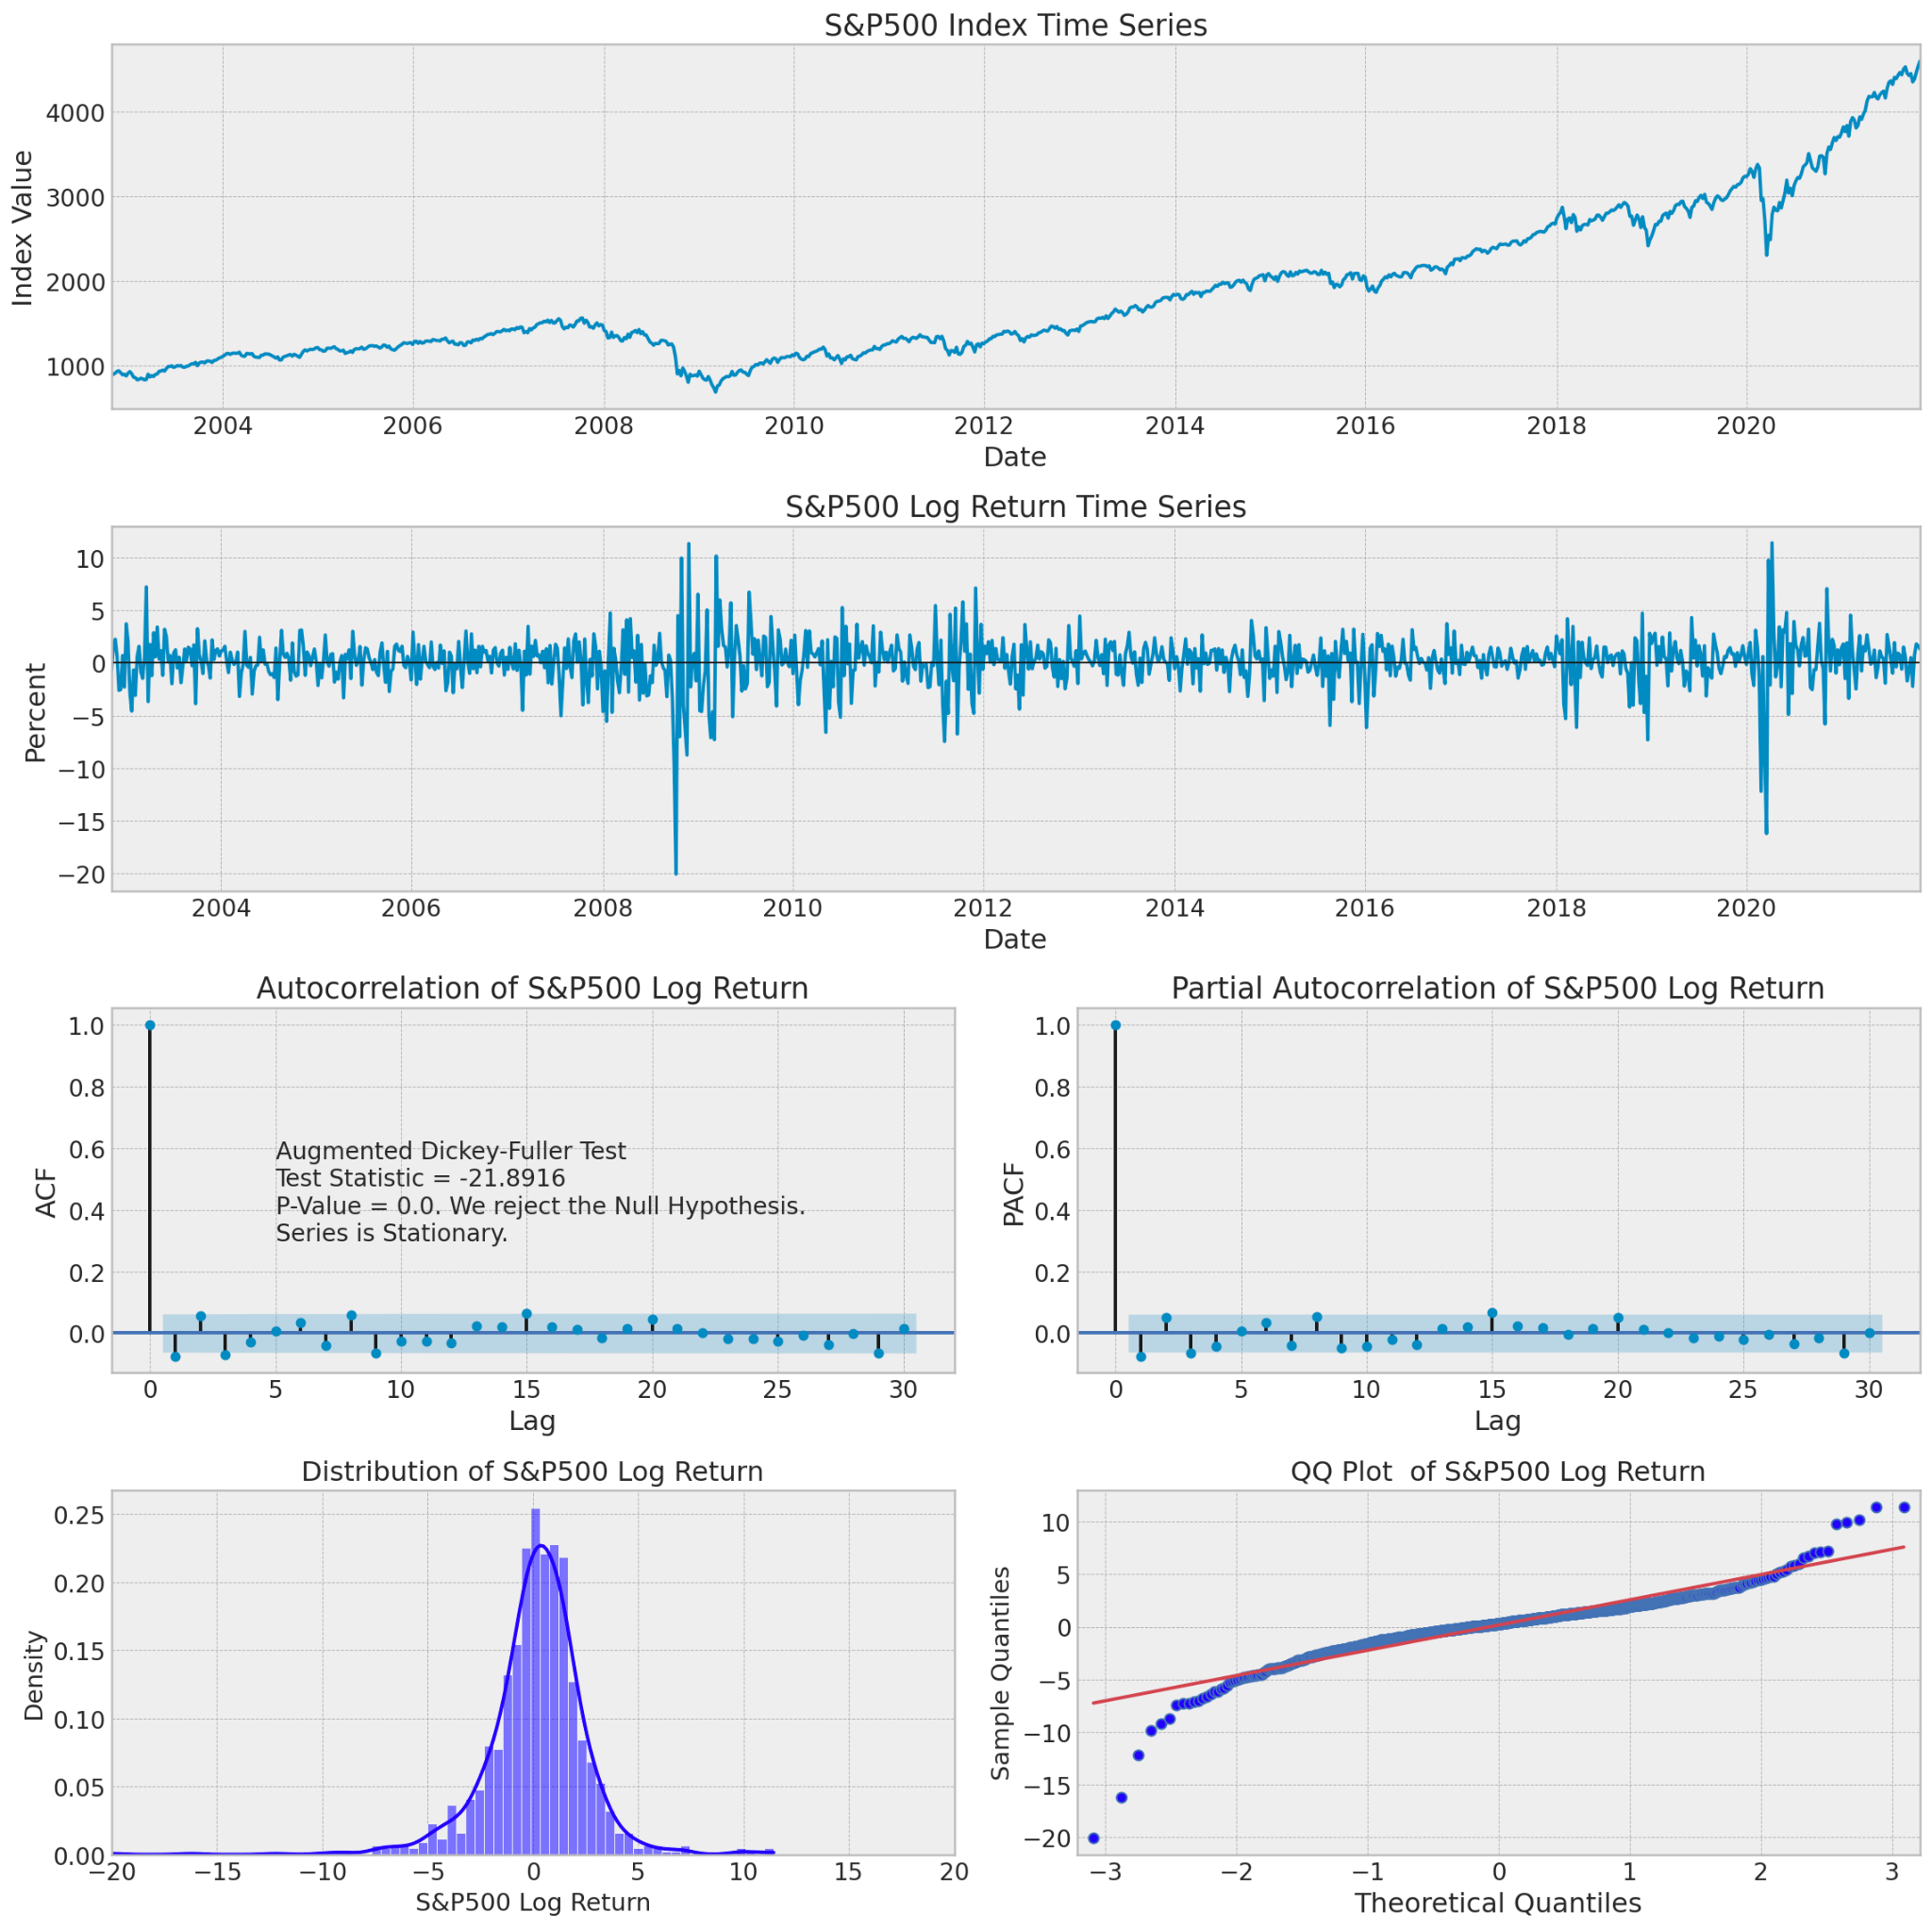 S&P500 Index Time Series
Index Value
4000
3000
2000
1000
2004 2006 2008 2010 2012 2014 2016 2018 2020
Date
S&P500 Log Return Time Series
Percent
10
5
0
−5
−10
−15
−20
2004 2006 2008 2010 2012 2014 2016 2018 2020
Date
Autocorrelation of S&P500 Log Return
ACF
1.0
0.8
0.6
0.4
0.2
0.0
Augmented Dickey-Fuller Test
Test Statistic = -21.8916
P-Value = 0.0. We reject the Null Hypothesis.
Series is Stationary.
0 5 10 15 20 25 30
Lag
Partial Autocorrelation of S&P500 Log Return
PACF
1.0
0.8
0.6
0.4
0.2
0.0
0 5 10 15 20 25 30
Lag
Distribution of S&P500 Log Return
Density
0.25
0.20
0.15
0.10
0.05
0.00
−20 −15 −10 −5 0 5 10 15 20
S&P500 Log Return
QQ Plot  of S&P500 Log Return
Sample Quantiles
10
5
0
−5
−10
−15
−20
−3 −2 −1 0 1 2 3
Theoretical Quantiles